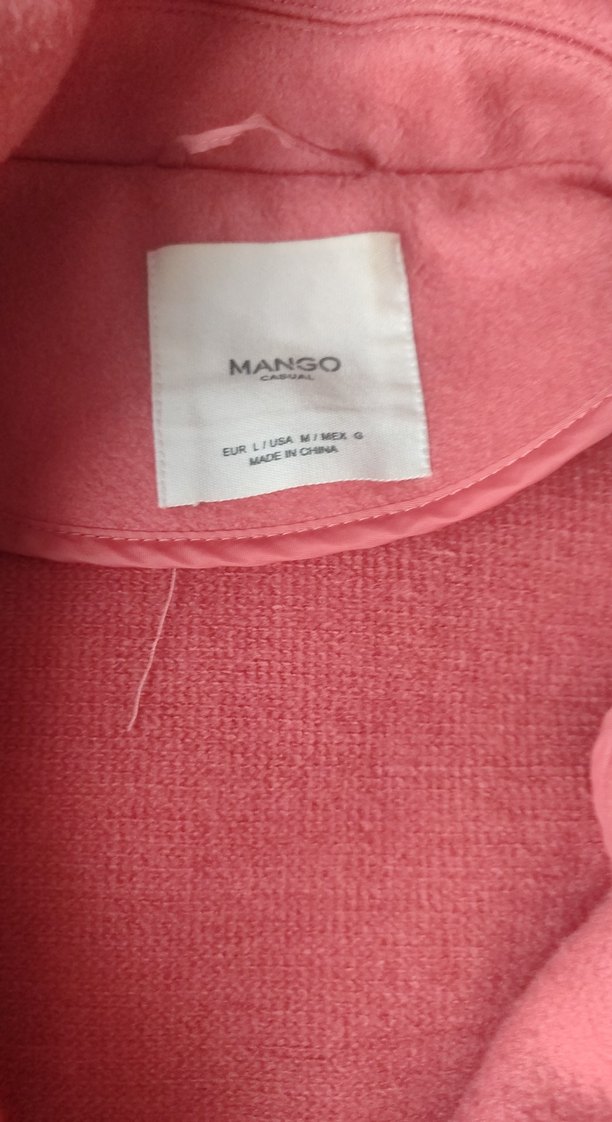 MANGO
CASUAL
EUR L / USA M / MEX G
MADE IN CHINA